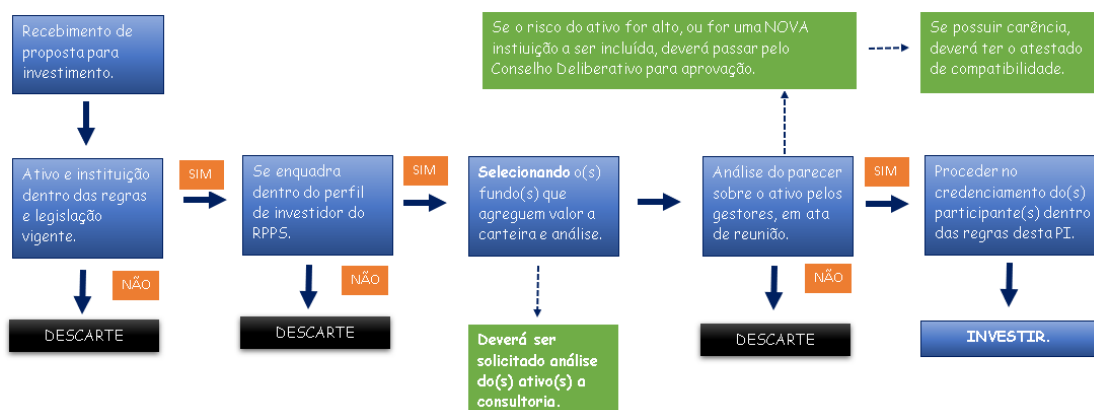 Recebimento de
proposta para
investimento.
Se o risco do ativo for alto, ou for uma NOVA
instiuição a ser incluída, deverá passar pelo
Conselho Deliberativo para aprovação.
Se possuir carência,
deverá ter o atestado
de compatibilidade.
Ativo e instituição
dentro das regras
e legislação
vigente.
SIM
NÃO
DESCARTE
Se enquadra
dentro do perfil
de investidor do
RPPS.
SIM
NÃO
DESCARTE
Selecionando o(s)
fundo(s) que
agreguem valor a
carteira e análise.
Deverá ser
solicitado análise
do(s) ativo(s) a
consultoria.
Análise do parecer
sobre o ativo pelos
gestores, em ata
de reunião.
SIM
NÃO
DESCARTE
Proceder no
credenciamento do(s)
participante(s) dentro
das regras desta PI.
INVESTIR.